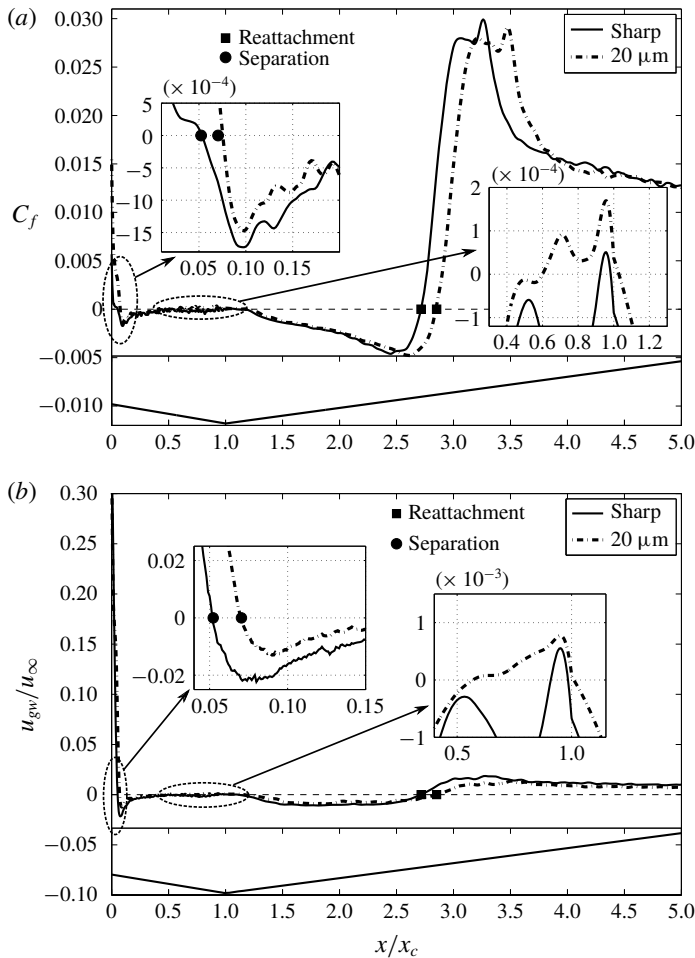 (a)
0.030
0.025
0.020
0.015
0.010
0.005
0
−0.005
−0.010
C_f
Reattachment
Separation
Sharp
20 μm
(× 10⁻⁴)
5
0
−5
−10
−15
0.05 0.10 0.15
(× 10⁻⁴)
2
1
0
−1
0.4 0.6 0.8 1.0 1.2
0 0.5 1.0 1.5 2.0 2.5 3.0 3.5 4.0 4.5 5.0
(b)
0.30
0.25
0.20
0.15
0.10
0.05
0
−0.05
−0.10
u_gw/u_∞
Reattachment
Separation
Sharp
20 μm
0.02
0
−0.02
0.05 0.10 0.15
(× 10⁻³)
1
0
−1
0.5 1.0
0 0.5 1.0 1.5 2.0 2.5 3.0 3.5 4.0 4.5 5.0
x/x_c